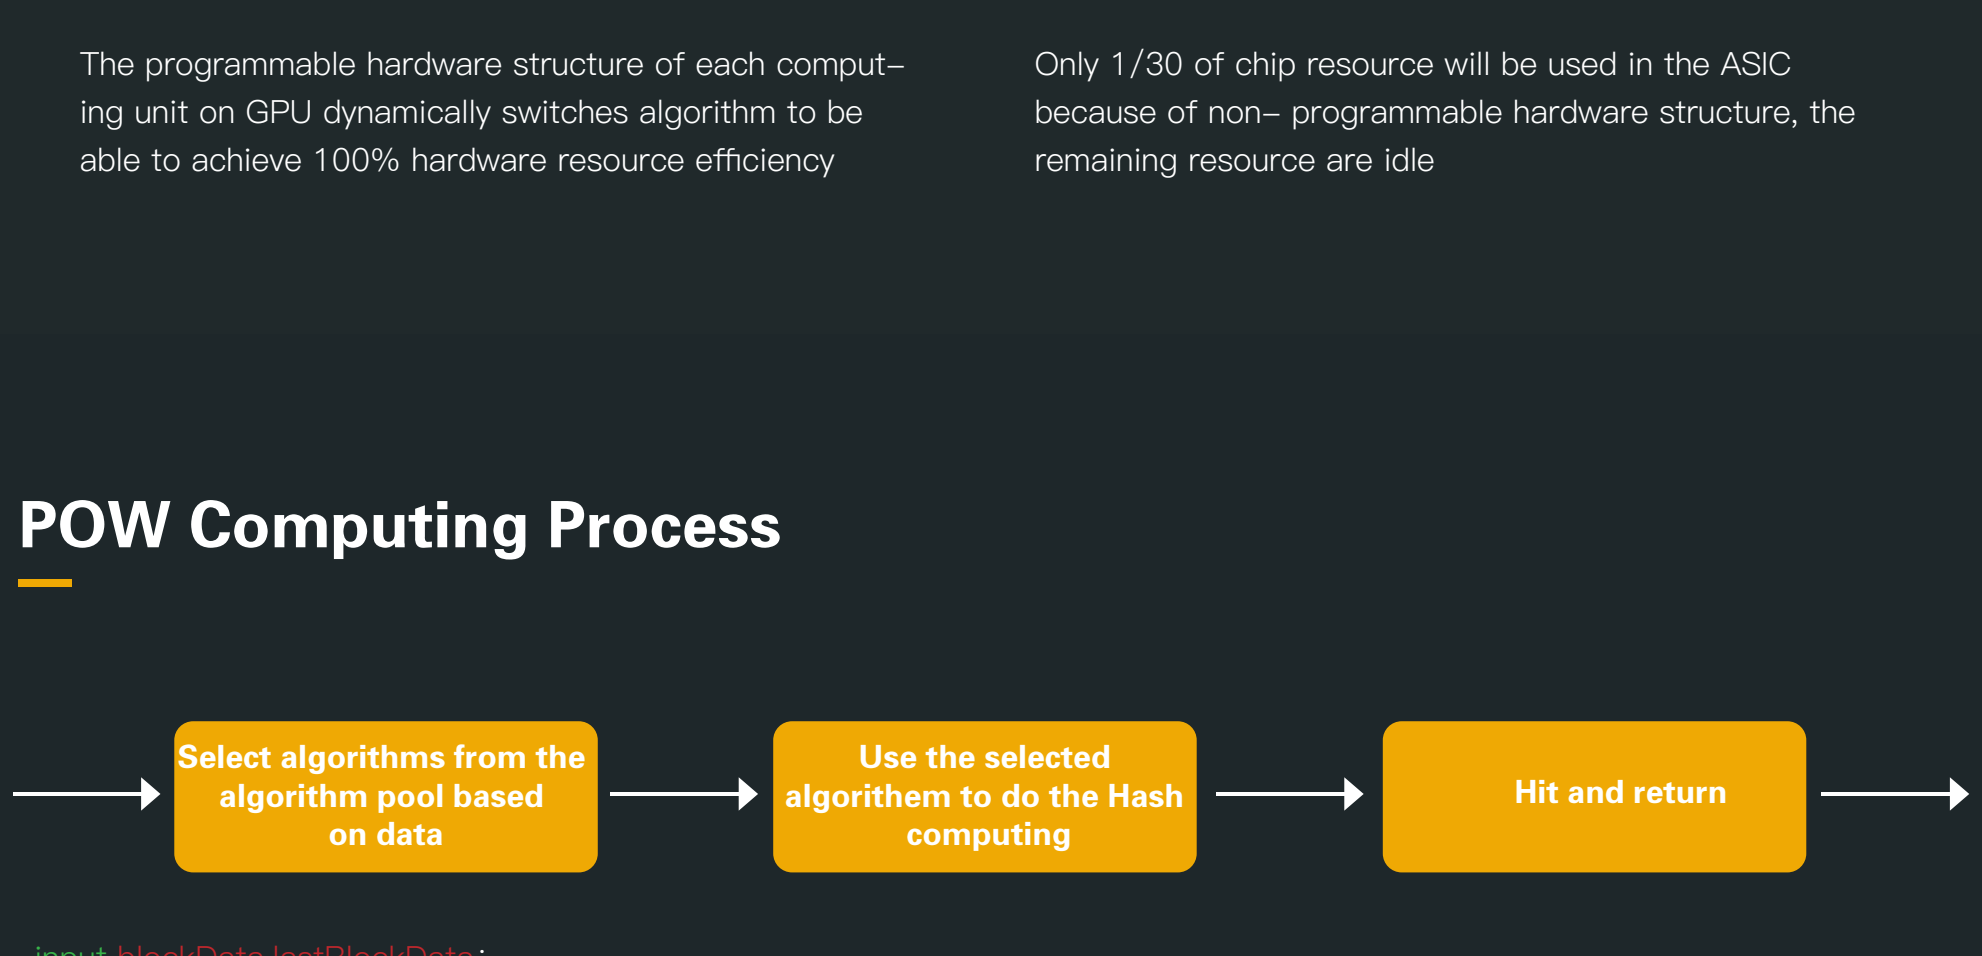 The programmable hardware structure of each comput–
ing unit on GPU dynamically switches algorithm to be
able to achieve 100% hardware resource efficiency
Only 1/30 of chip resource will be used in the ASIC
because of non– programmable hardware structure, the
remaining resource are idle
POW Computing Process
Select algorithms from the
algorithm pool based
on data
Use the selected
algorithem to do the Hash
computing
Hit and return
input blockData,lastBlockData;